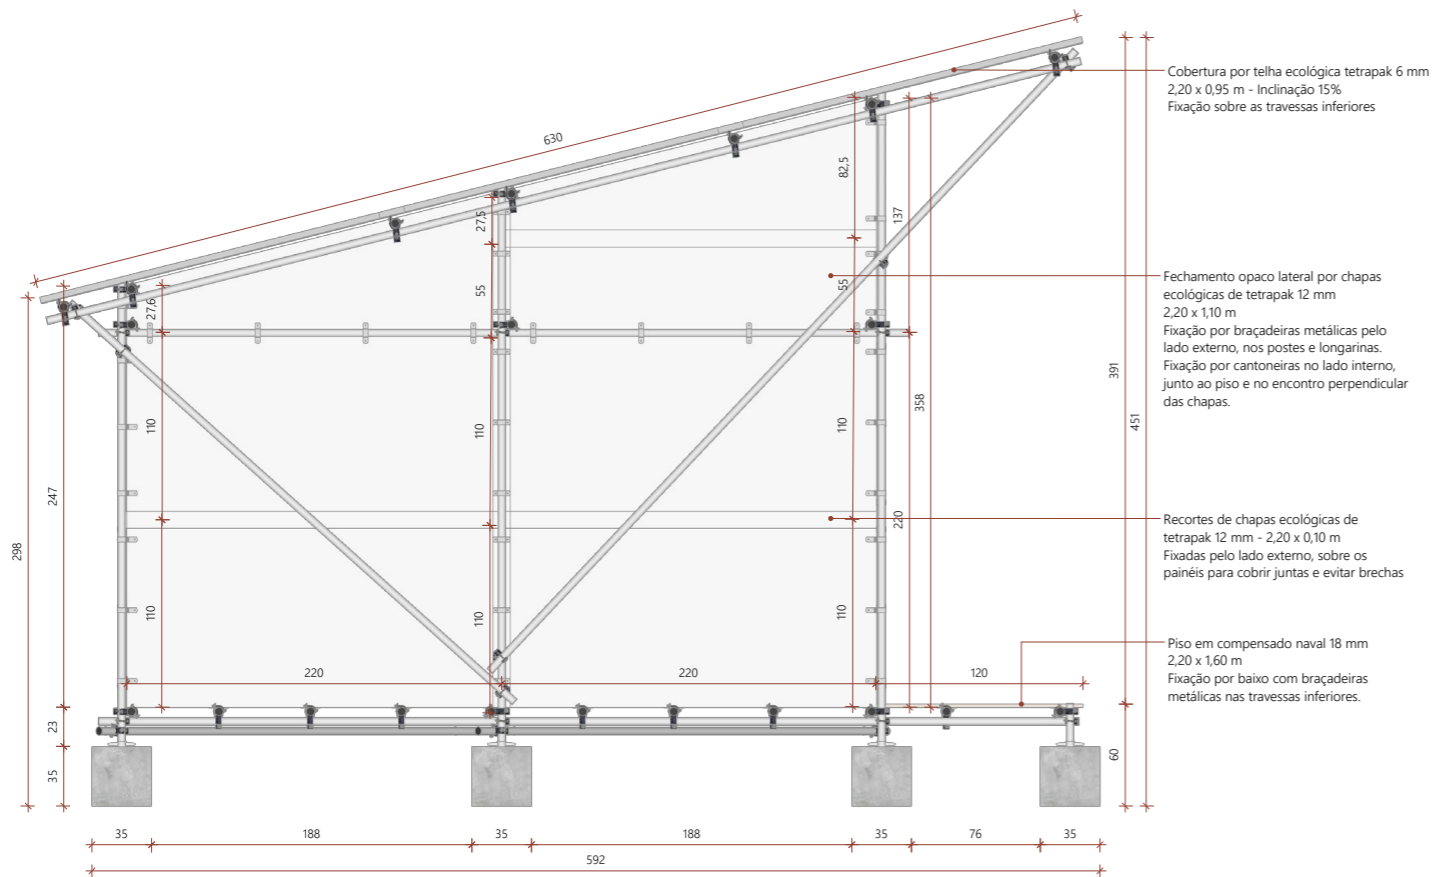 630
Cobertura por telha ecológica tetrapak 6 mm
2,20 x 0,95 m - Inclinação 15%
Fixação sobre as travessas inferiores
82,5
27,5
137
Fechamento opaco lateral por chapas
ecológicas de tetrapak 12 mm
2,20 x 1,10 m
Fixação por braçadeiras metálicas pelo
lado externo, nos postes e longarinas.
Fixação por cantoneiras no lado interno,
junto ao piso e no encontro perpendicular
das chapas.
27,6
55
55
391
358
451
110
110
110
247
298
220
Recortes de chapas ecológicas de
tetrapak 12 mm - 2,20 x 0,10 m
Fixadas pelo lado externo, sobre os
painéis para cobrir juntas e evitar brechas
110
110
110
Piso em compensado naval 18 mm
2,20 x 1,60 m
Fixação por baixo com braçadeiras
metálicas nas travessas inferiores.
220
220
120
23
35
60
35
188
35
188
35
76
35
592